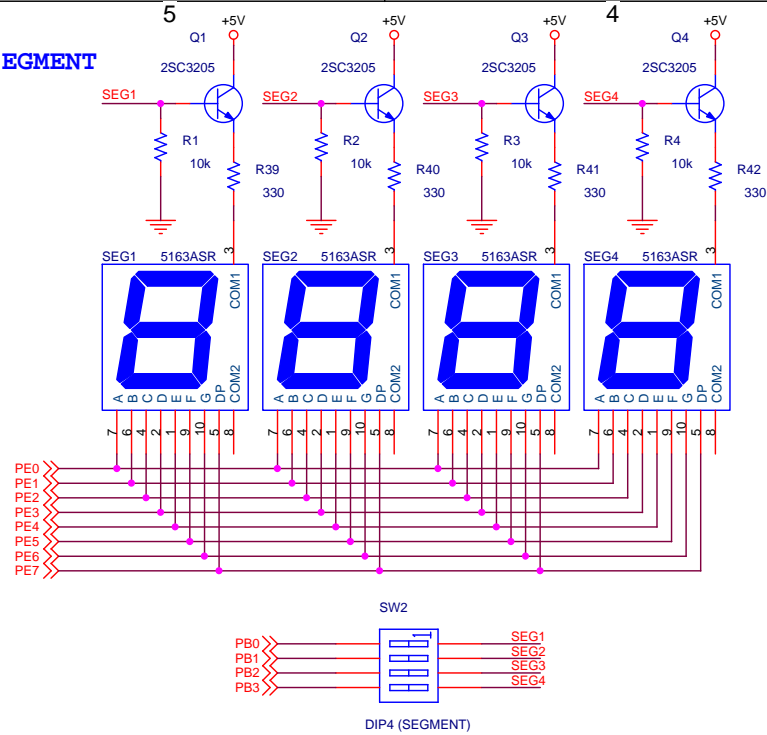 5 4
+5V +5V +5V +5V
Q1 Q2 Q3 Q4
EGMENT
2SC3205 2SC3205 2SC3205 2SC3205
SEG1 SEG2 SEG3 SEG4
R1 R2 R3 R4
10k 10k 10k 10k
R39 R40 R41 R42
330 330 330 330
3 3 3 3
SEG1 5163ASR SEG2 5163ASR SEG3 5163ASR SEG4 5163ASR
COM1 COM1 COM1 COM1
A B C D E F G DP COM2 A B C D E F G DP COM2 A B C D E F G DP COM2 A B C D E F G DP COM2
7 6 4 2 1 9 10 5 8 7 6 4 2 1 9 10 5 8 7 6 4 2 1 9 10 5 8 7 6 4 2 1 9 10 5 8
PE0
PE1
PE2
PE3
PE4
PE5
PE6
PE7
SW2
1
PB0 SEG1
PB1 SEG2
PB2 SEG3
PB3 SEG4
DIP4 (SEGMENT)